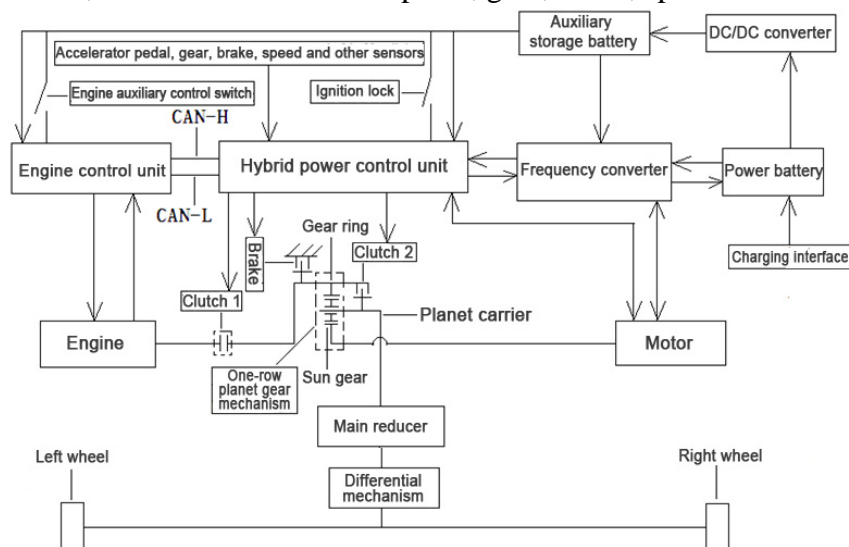 Auxiliary
storage battery
DC/DC converter
Accelerator pedal, gear, brake, speed and other sensors
Engine auxiliary control switch
Ignition lock
CAN-H
Engine control unit
Hybrid power control unit
Frequency converter
Power battery
CAN-L
Gear ring
Brake
Clutch 2
Charging interface
Clutch 1
Planet carrier
Engine
Motor
One-row
planet gear
mechanism
Sun gear
Main reducer
Left wheel
Right wheel
Differential
mechanism